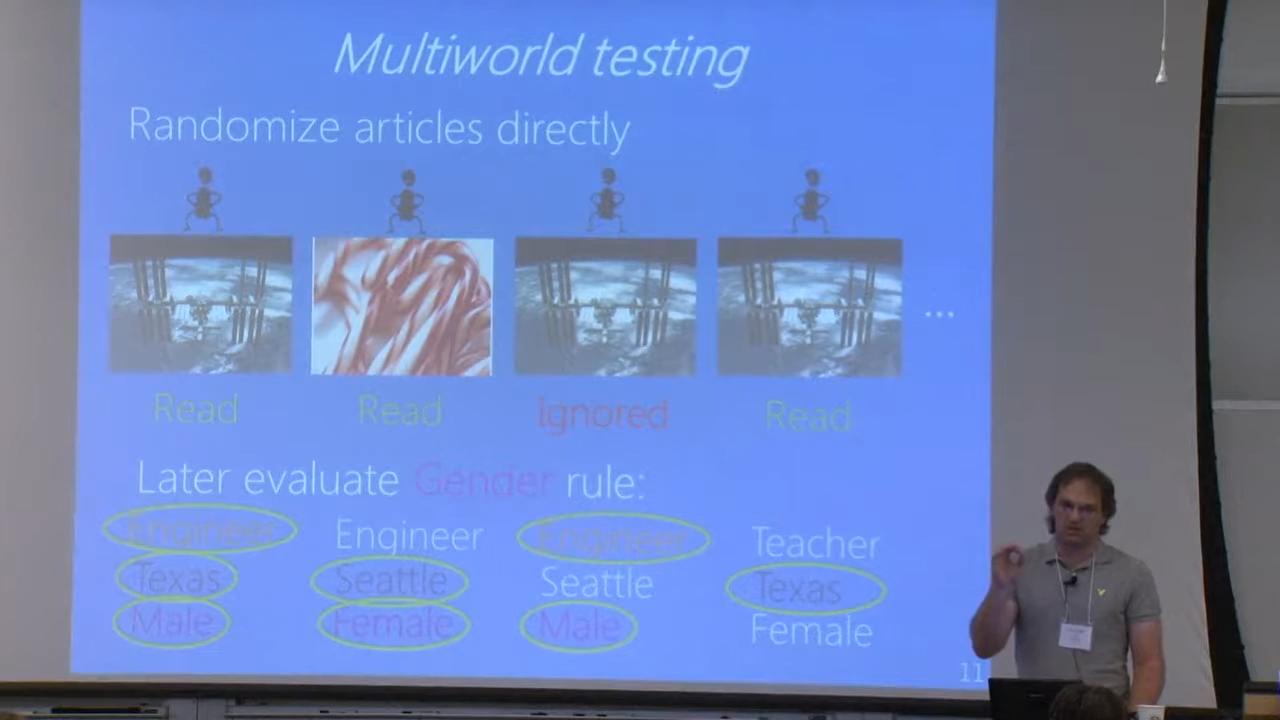 Multiworld testing
Randomize articles directly
...
Read Read Ignored Read
Later evaluate Gender rule:
Engineer Engineer Engineer Teacher
Texas Seattle Seattle Texas
Male Female Male Female
11